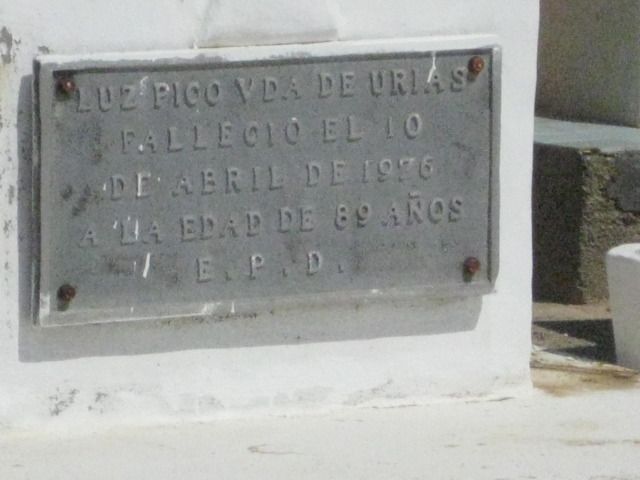 LUZ PICO VDA DE URIAS
FALLECIO EL 10
DE ABRIL DE 1976
A LA EDAD DE 89 AÑOS
E.P.D.